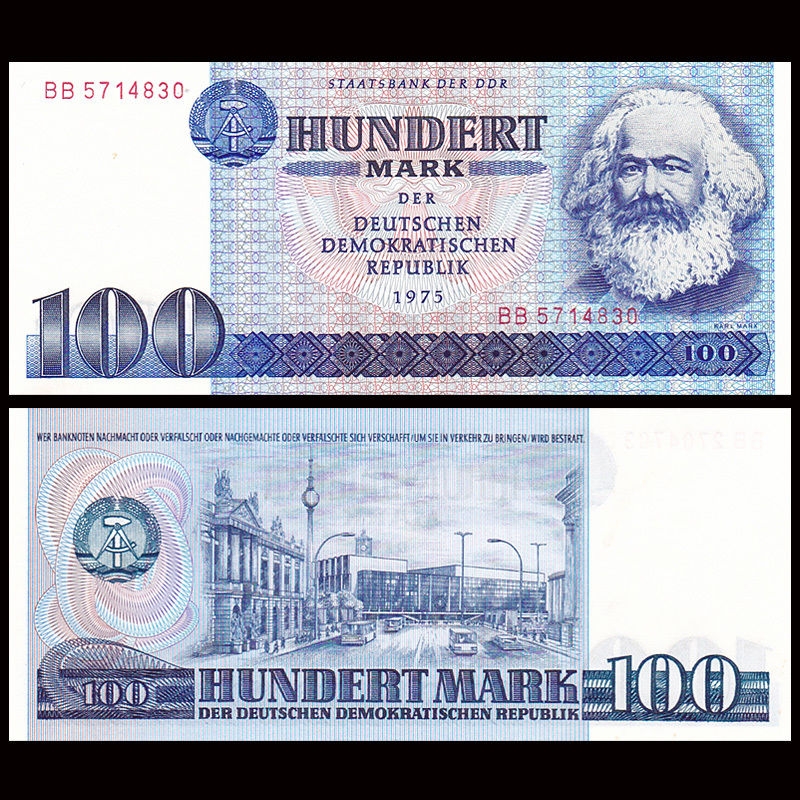 BB 5714830
STAATSBANK DER DDR
HUNDERT
MARK
DER
DEUTSCHEN
DEMOKRATISCHEN
REPUBLIK
1975
BB 5714830
KARL MARX
100
100
WER BANKNOTEN NACHMACHT ODER VERFÄLSCHT ODER NACHGEMACHTE ODER VERFÄLSCHTE SICH VERSCHAFFT/UM SIE IN VERKEHR ZU BRINGEN/WIRD BESTRAFT.
100
HUNDERT MARK
DER DEUTSCHEN DEMOKRATISCHEN REPUBLIK
100